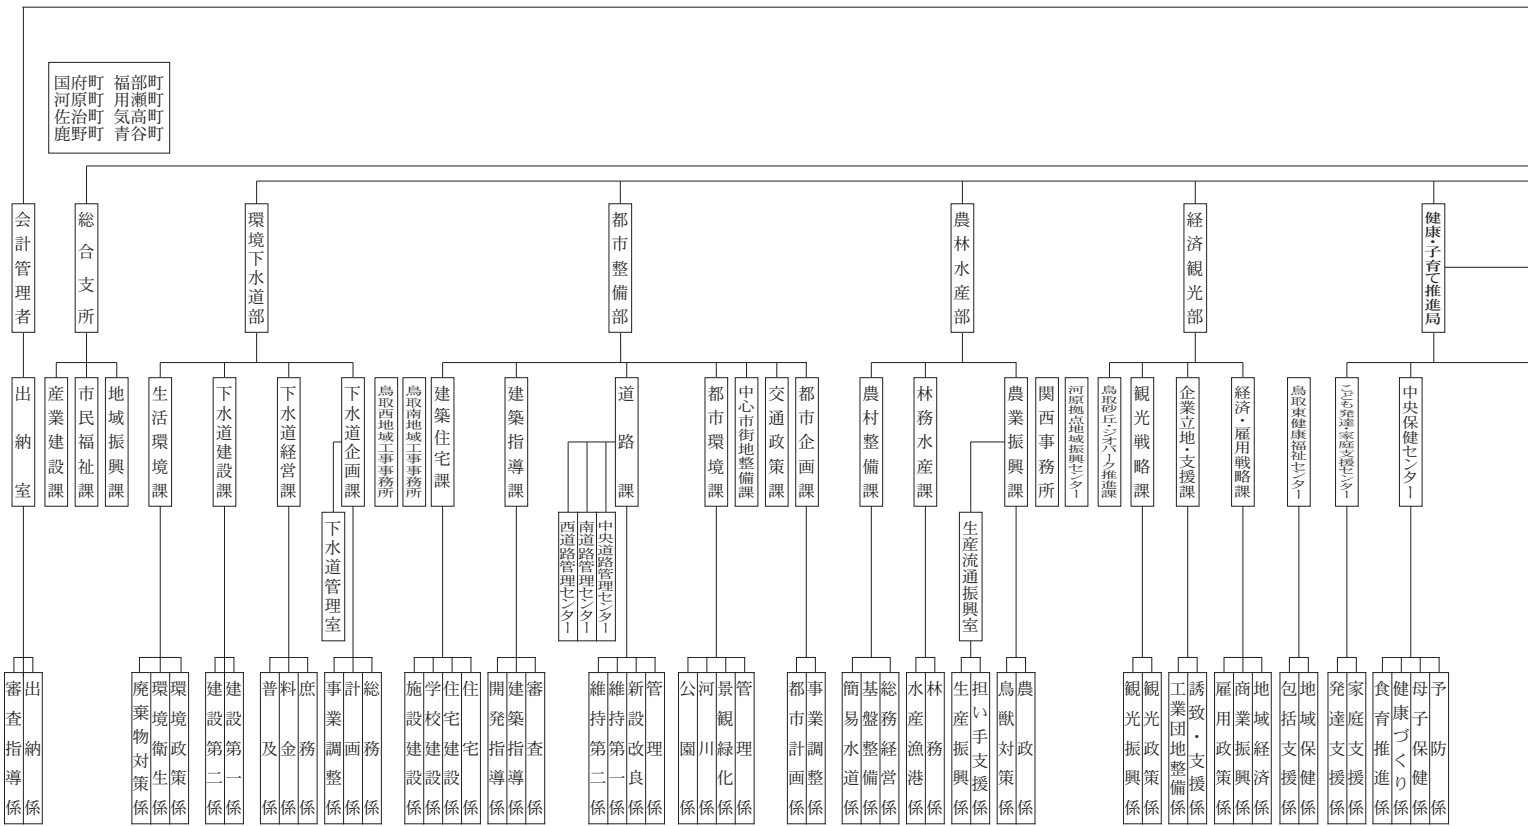 国府町 福部町
河原町 用瀬町
佐治町 気高町
鹿野町 青谷町
健康・子育て推進局
経済観光部
農林水産部
都市整備部
環境下水道部
総合支所
会計管理者
中央保健センター
こども発達・家庭支援センター
鳥取東健康福祉センター
経済・雇用戦略課
企業立地・支援課
観光戦略課
鳥取砂丘・ジオパーク推進課
河原拠点地域振興センター
関西事務所
農業振興課
林務水産課
農村整備課
都市企画課
交通政策課
中心市街地整備課
都市環境課
道路課
建築指導課
建築住宅課
鳥取南地域工事事務所
鳥取西地域工事事務所
下水道企画課
下水道経営課
下水道建設課
生活環境課
地域振興課
市民福祉課
産業建設課
出納室
生産流通振興室
中央道路管理センター
南道路管理センター
西道路管理センター
下水道管理室
予防係
母子保健係
健康づくり係
食育推進係
家庭支援係
発達支援係
地域保健係
包括支援係
地域経済係
商業振興係
雇用政策係
誘致・支援係
工業団地整備係
観光政策係
観光振興係
農政係
鳥獣対策係
担い手支援係
生産振興係
林務係
水産漁港係
総務経営係
基盤整備係
簡易水道係
事業調整係
都市計画係
管理係
景観緑化係
河川係
公園係
管理係
新設改良係
維持第一係
維持第二係
審査係
建築指導係
開発指導係
住宅係
住宅建設係
学校建設係
施設建設係
総務係
計画係
事業調整係
庶務係
料金係
普及係
建設第一係
建設第二係
環境政策係
環境衛生係
廃棄物対策係
出納係
審査指導係